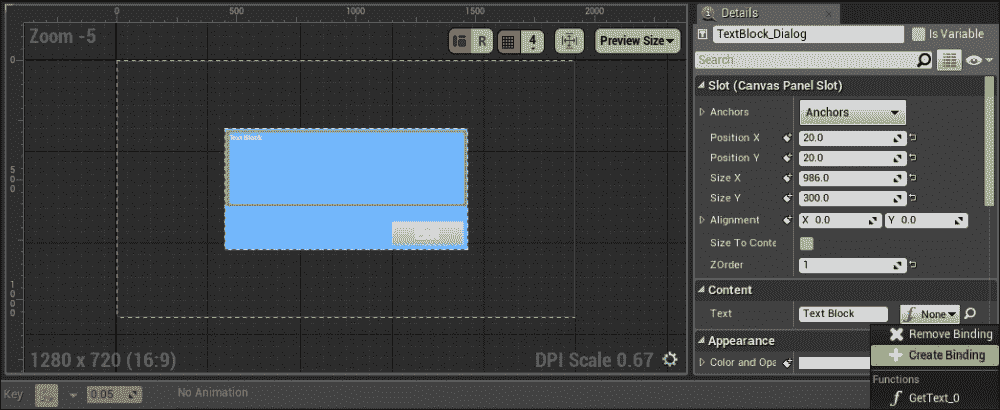 Zoom -5
0
500
1000
1500
2000
R
4
Preview Size
0
500
1000
Text Block
1280 x 720 (16:9)
DPI Scale 0.67
Key
0.05
No Animation
Details
TextBlock_Dialog
Is Variable
Search
Slot (Canvas Panel Slot)
Anchors
Anchors
Position X
20.0
Position Y
20.0
Size X
986.0
Size Y
300.0
Alignment
X 0.0
Y 0.0
Size To Conte
ZOrder
1
Content
Text
Text Block
f None
Remove Binding
Create Binding
Appearance
Color and Opa
Functions
f GetText_0